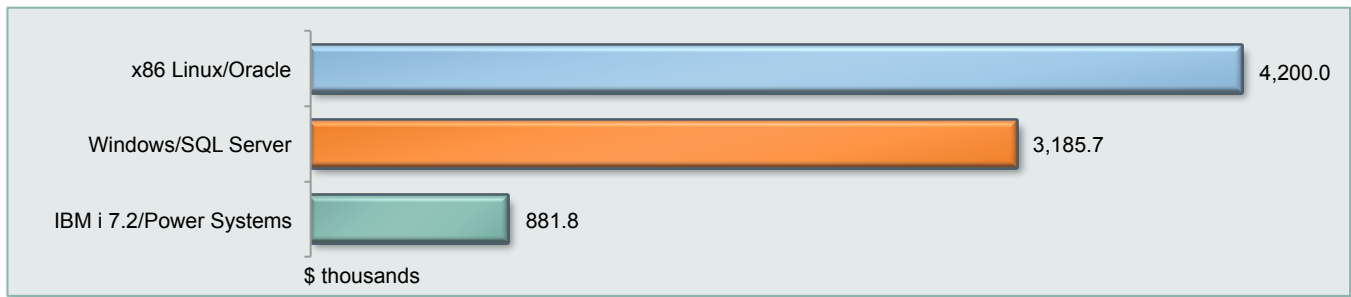 x86 Linux/Oracle
4,200.0
Windows/SQL Server
3,185.7
IBM i 7.2/Power Systems
881.8
$ thousands